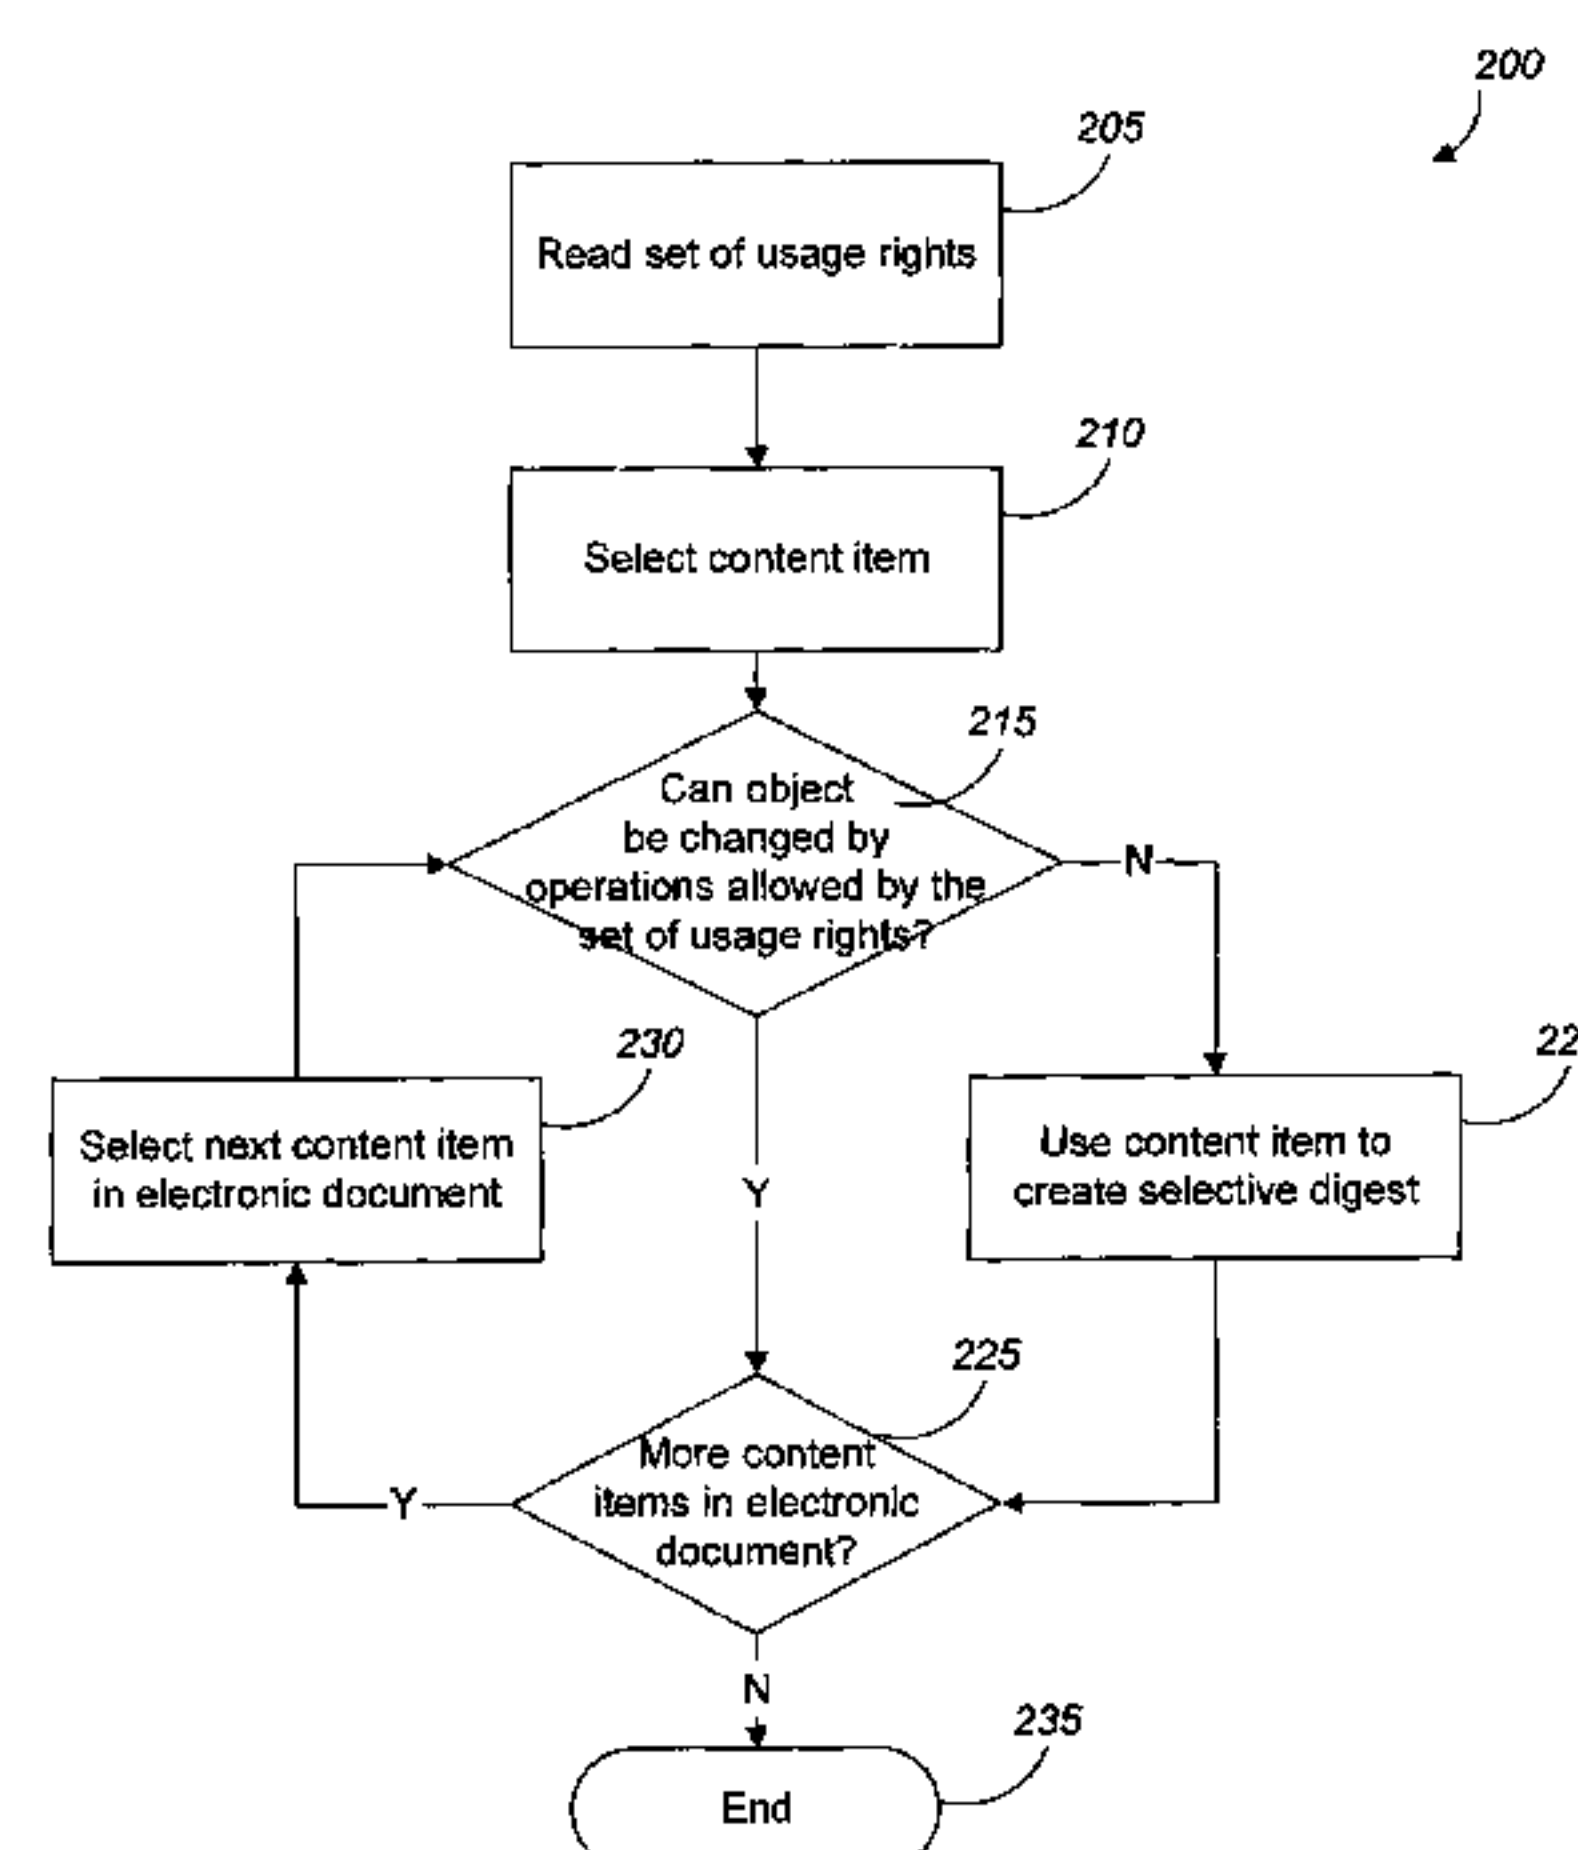 200
205
Read set of usage rights
210
Select content item
215
Can object
be changed by
operations allowed by the
set of usage rights?
N
230
22
Select next content item
in electronic document
Y
Use content item to
create selective digest
225
More content
items in electronic
document?
Y
N
235
End